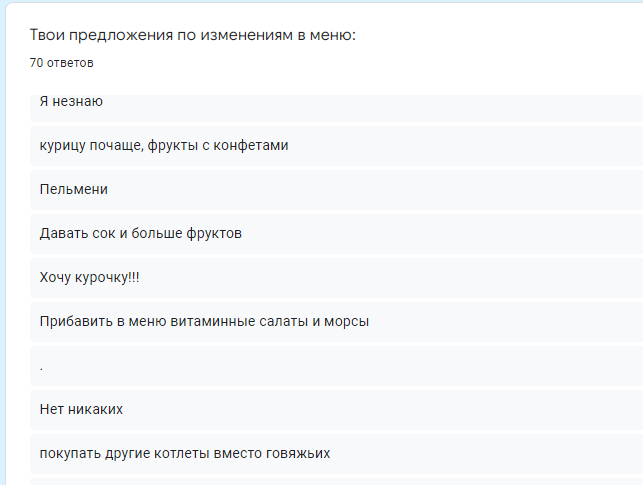 Твои предложения по изменениям в меню:
70 ответов
Я незнаю
курицу почаще, фрукты с конфетами
Пельмени
Давать сок и больше фруктов
Хочу курочку!!!
Прибавить в меню витаминные салаты и морсы
.
Нет никаких
покупать другие котлеты вместо говяжьих